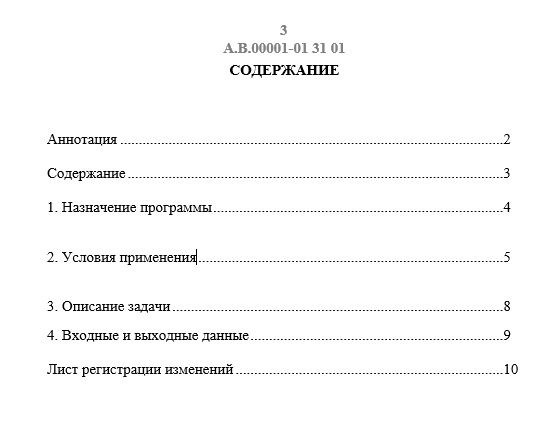 3
А.В.00001-01 31 01
СОДЕРЖАНИЕ
Аннотация ........................................................................................................2
Содержание ......................................................................................................3
1. Назначение программы..............................................................................4
2. Условия применения..................................................................................5
3. Описание задачи .........................................................................................8
4. Входные и выходные данные....................................................................9
Лист регистрации изменений .......................................................................10